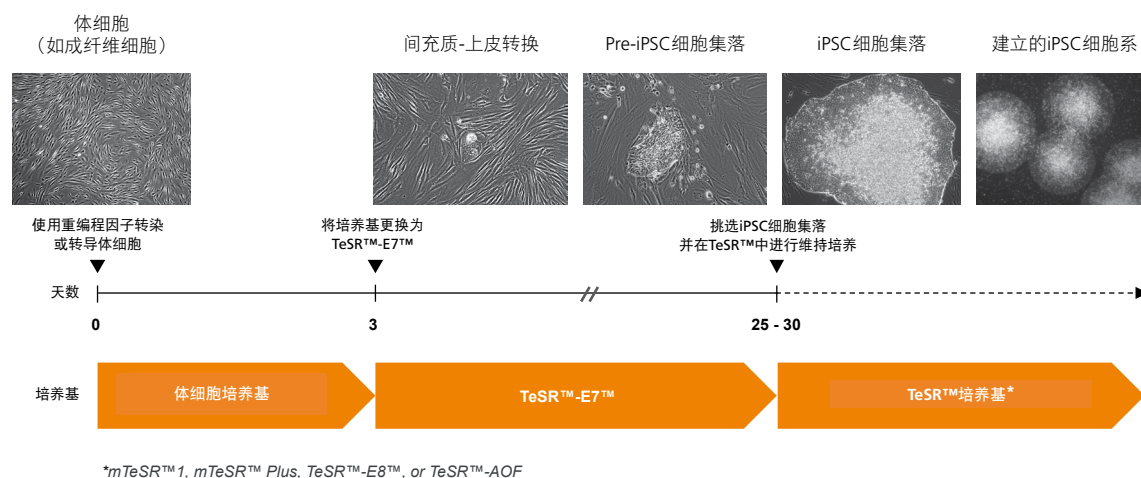 体细胞
（如成纤维细胞）
间充质-上皮转换
Pre-iPSC细胞集落
iPSC细胞集落
建立的iPSC细胞系
使用重编程因子转染
或转导体细胞
将培养基更换为
TeSR™-E7™
挑选iPSC细胞集落
并在TeSR™中进行维持培养
天数
0
3
25 - 30
培养基
体细胞培养基
TeSR™-E7™
TeSR™培养基*
*mTeSR™1, mTeSR™ Plus, TeSR™-E8™, or TeSR™-AOF